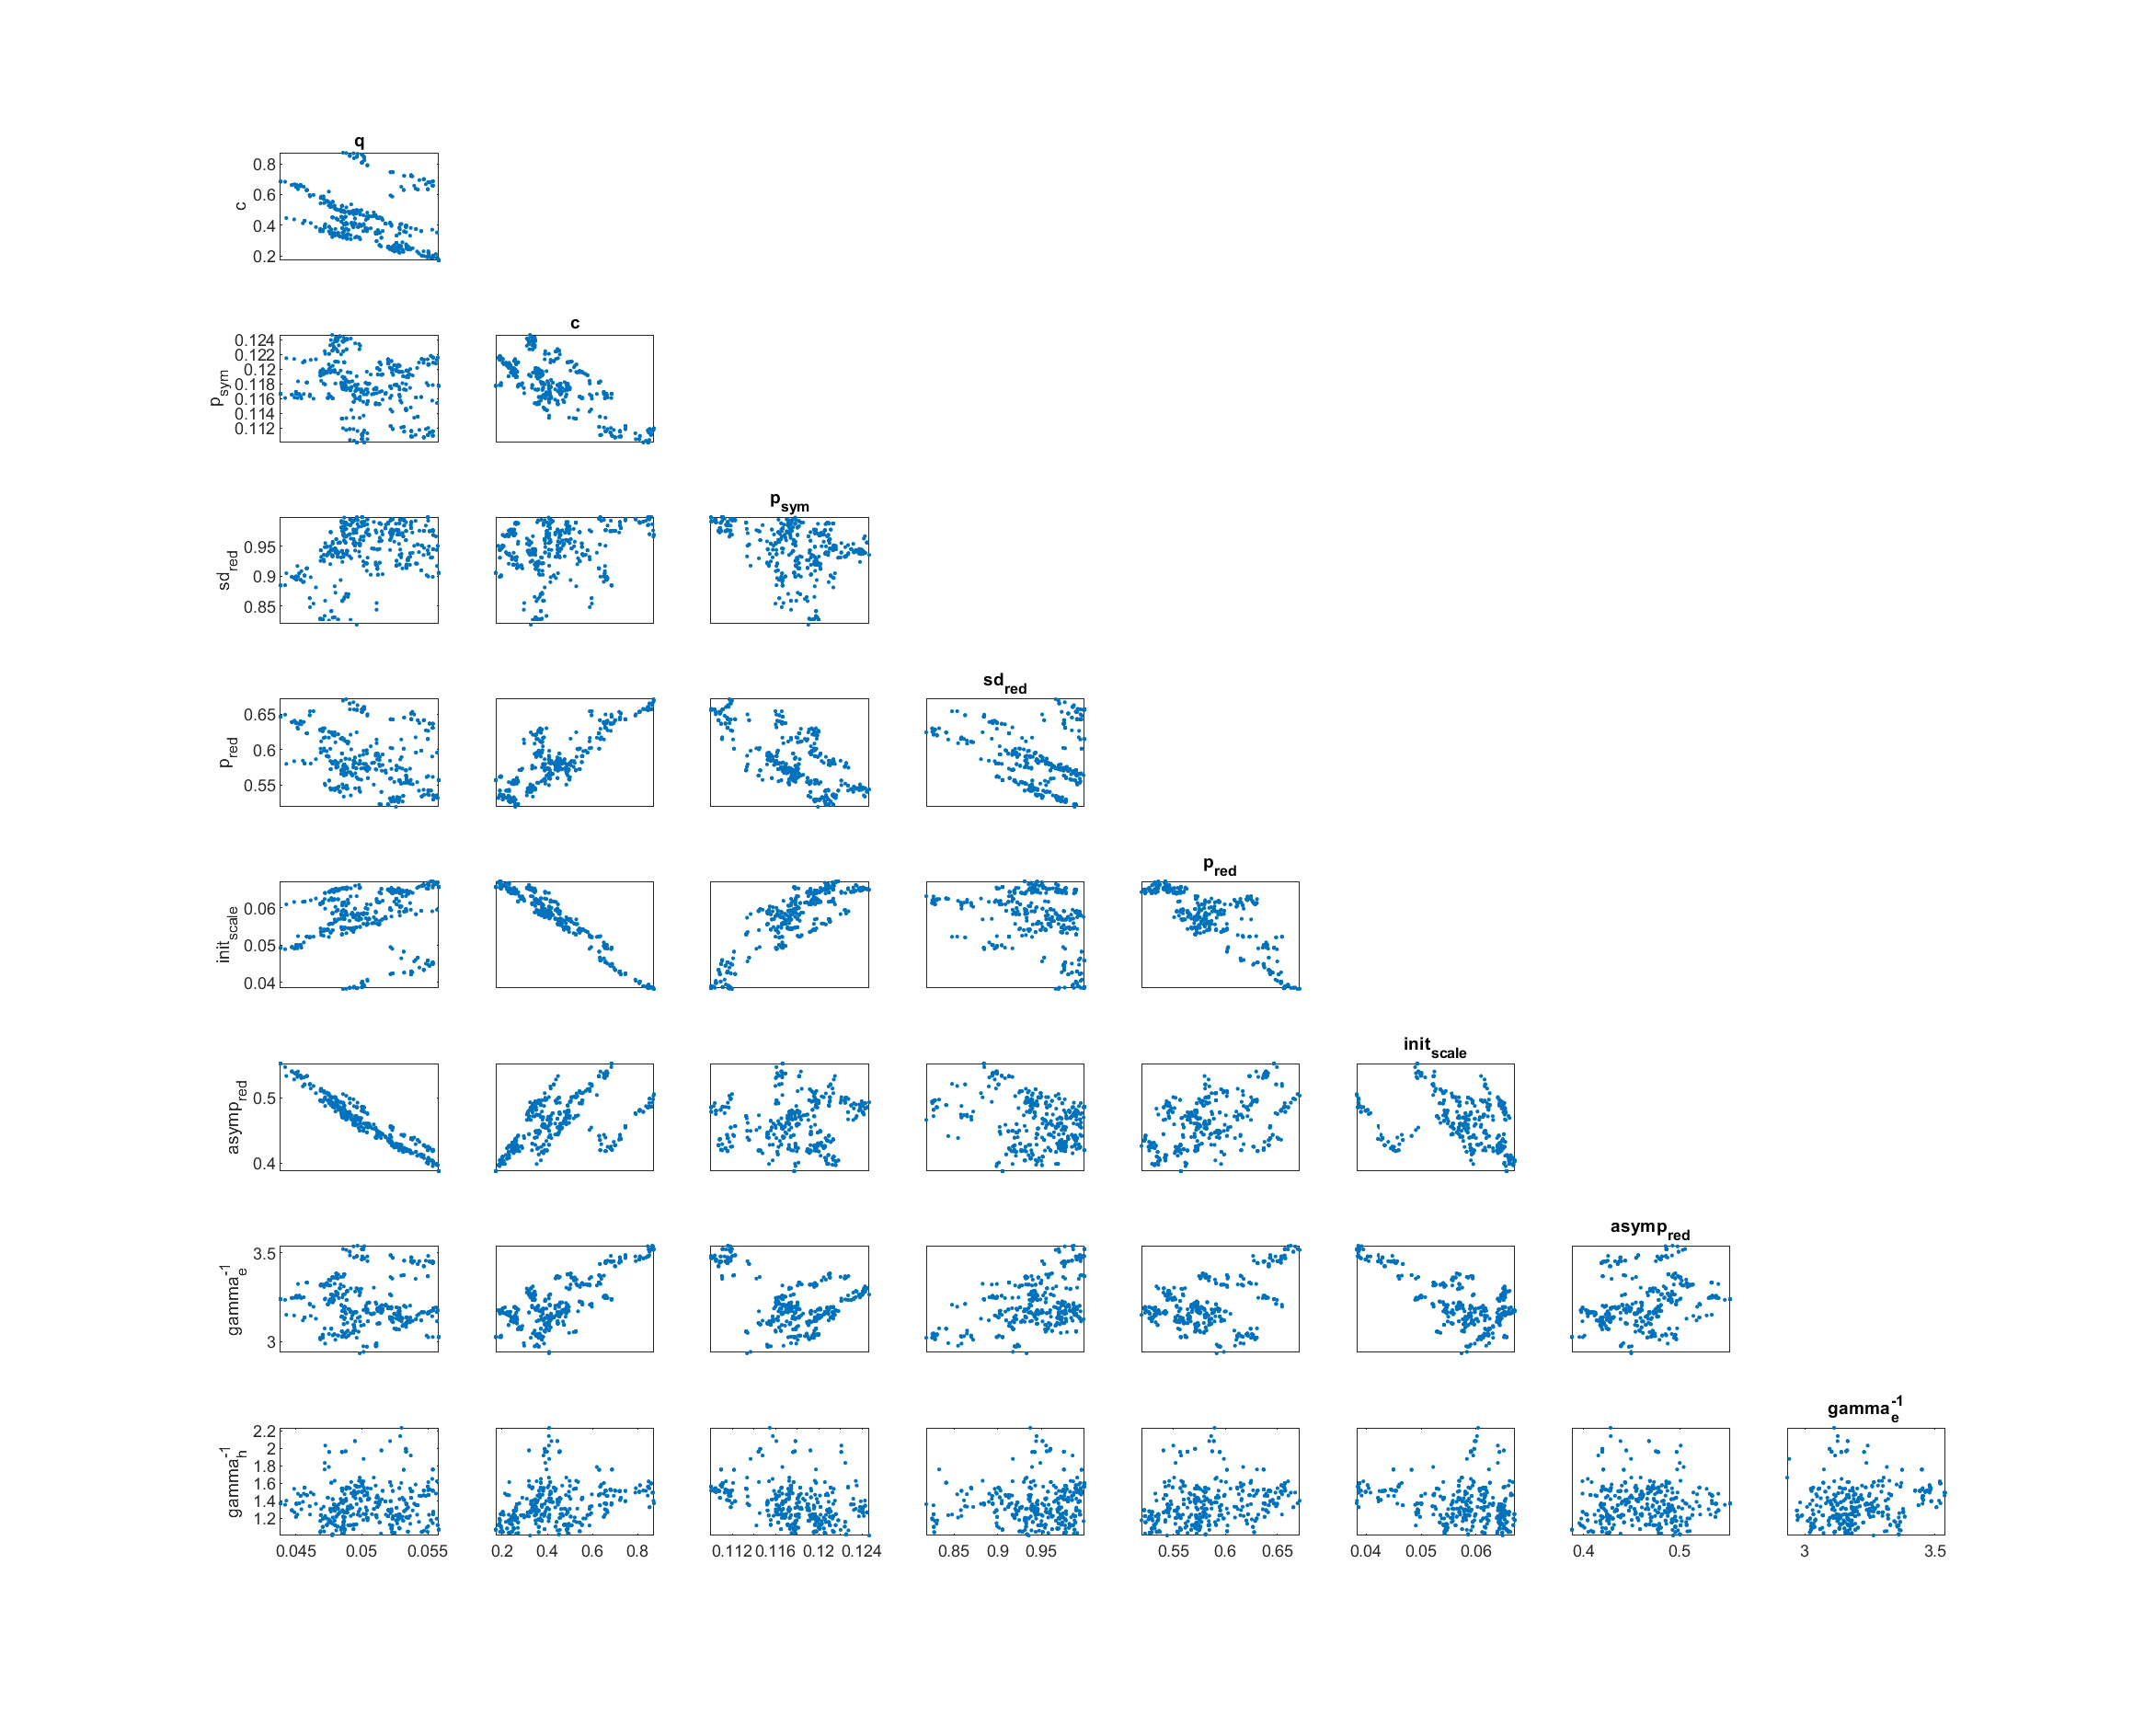 q
0.8
0.6
0.4
0.2
c
c
0.124
0.122
0.12
0.118
0.116
0.114
0.112
p_sym
p_sym
0.95
0.9
0.85
sd_red
sd_red
0.65
0.6
0.55
p_red
p_red
0.06
0.05
0.04
init_scale
init_scale
0.5
0.4
asymp_red
asymp_red
3.5
3
gamma_e^-1
gamma_e^-1
2.2
2
1.8
1.6
1.4
1.2
gamma_h^-1
0.045 0.05 0.055
0.2 0.4 0.6 0.8
0.112 0.116 0.12 0.124
0.85 0.9 0.95
0.55 0.6 0.65
0.04 0.05 0.06
0.4 0.5
3 3.5